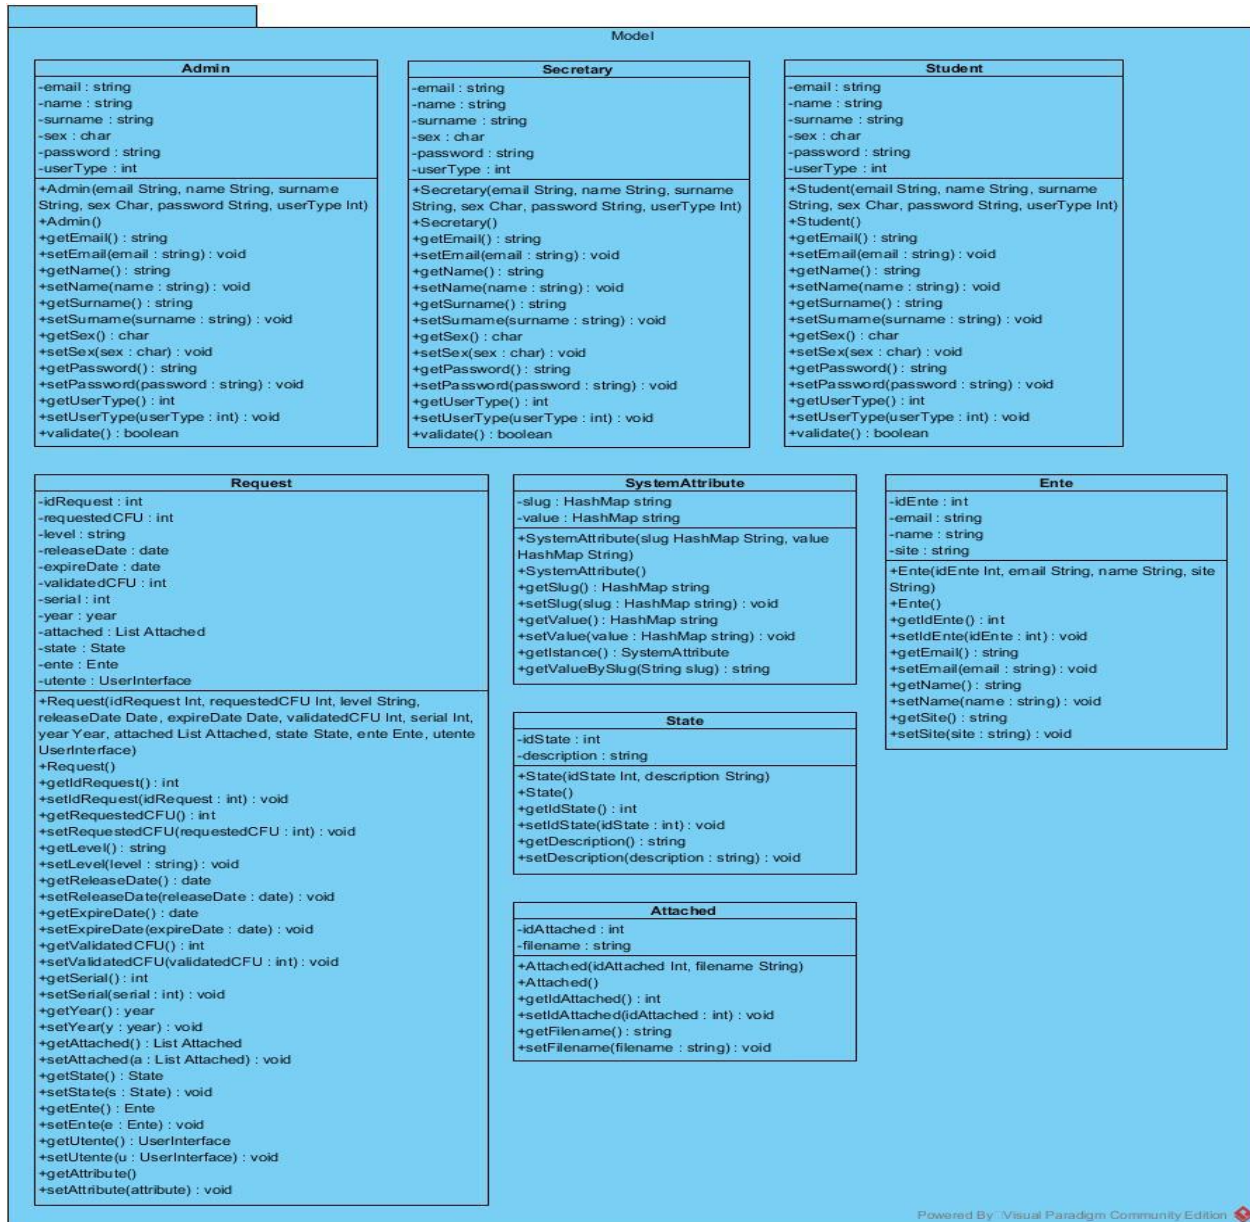 Model
Admin
-email : string
-name : string
-surname : string
-sex : char
-password : string
-userType : int
+Admin(email String, name String, surname
String, sex Char, password String, userType Int)
+Admin()
+getEmail() : string
+setEmail(email : string) : void
+getName() : string
+setName(name : string) : void
+getSurname() : string
+setSurname(surname : string) : void
+getSex() : char
+setSex(sex : char) : void
+getPassword() : string
+setPassword(password : string) : void
+getUserType() : int
+setUserType(userType : int) : void
+validate() : boolean
Secretary
-email : string
-name : string
-surname : string
-sex : char
-password : string
-userType : int
+Secretary(email String, name String, surname
String, sex Char, password String, userType Int)
+Secretary()
+getEmail() : string
+setEmail(email : string) : void
+getName() : string
+setName(name : string) : void
+getSurname() : string
+setSurname(surname : string) : void
+getSex() : char
+setSex(sex : char) : void
+getPassword() : string
+setPassword(password : string) : void
+getUserType() : int
+setUserType(userType : int) : void
+validate() : boolean
Student
-email : string
-name : string
-surname : string
-sex : char
-password : string
-userType : int
+Student(email String, name String, surname
String, sex Char, password String, userType Int)
+Student()
+getEmail() : string
+setEmail(email : string) : void
+getName() : string
+setName(name : string) : void
+getSurname() : string
+setSurname(surname : string) : void
+getSex() : char
+setSex(sex : char) : void
+getPassword() : string
+setPassword(password : string) : void
+getUserType() : int
+setUserType(userType : int) : void
+validate() : boolean
Request
-idRequest : int
-requestedCFU : int
-level : string
-releaseDate : date
-expireDate : date
-validatedCFU : int
-serial : int
-year : year
-attached : List Attached
-state : State
-ente : Ente
-utente : UserInterface
+Request(idRequest Int, requestedCFU Int, level String,
releaseDate Date, expireDate Date, validatedCFU Int, serial Int,
year Year, attached List Attached, state State, ente Ente, utente
UserInterface)
+Request()
+getIdRequest() : int
+setIdRequest(idRequest : int) : void
+getRequestedCFU() : int
+setRequestedCFU(requestedCFU : int) : void
+getLevel() : string
+setLevel(level : string) : void
+getReleaseDate() : date
+setReleaseDate(releaseDate : date) : void
+getExpireDate() : date
+setExpireDate(expireDate : date) : void
+getValidatedCFU() : int
+setValidatedCFU(validatedCFU : int) : void
+getSerial() : int
+setSerial(serial : int) : void
+getYear() : year
+setYear(y : year) : void
+getAttached() : List Attached
+setAttached(a : List Attached) : void
+getState() : State
+setState(s : State) : void
+getEnte() : Ente
+setEnte(e : Ente) : void
+getUtente() : UserInterface
+setUtente(u : UserInterface) : void
+getAttribute()
+setAttribute(attribute) : void
SystemAttribute
-slug : HashMap string
-value : HashMap string
+SystemAttribute(slug HashMap String, value
HashMap String)
+SystemAttribute()
+getSlug() : HashMap string
+setSlug(slug : HashMap string) : void
+getValue() : HashMap string
+setValue(value : HashMap string) : void
+getIstance() : SystemAttribute
+getValueBySlug(String slug) : string
State
-idState : int
-description : string
+State(idState Int, description String)
+State()
+getIdState() : int
+setIdState(idState : int) : void
+getDescription() : string
+setDescription(description : string) : void
Attached
-idAttached : int
-filename : string
+Attached(idAttached Int, filename String)
+Attached()
+getIdAttached() : int
+setIdAttached(idAttached : int) : void
+getFilename() : string
+setFilename(filename : string) : void
Ente
-idEnte : int
-email : string
-name : string
-site : string
+Ente(idEnte Int, email String, name String, site
String)
+Ente()
+getIdEnte() : int
+setIdEnte(idEnte : int) : void
+getEmail() : string
+setEmail(email : string) : void
+getName() : string
+setName(name : string) : void
+getSite() : string
+setSite(site : string) : void
Powered By Visual Paradigm Community Edition